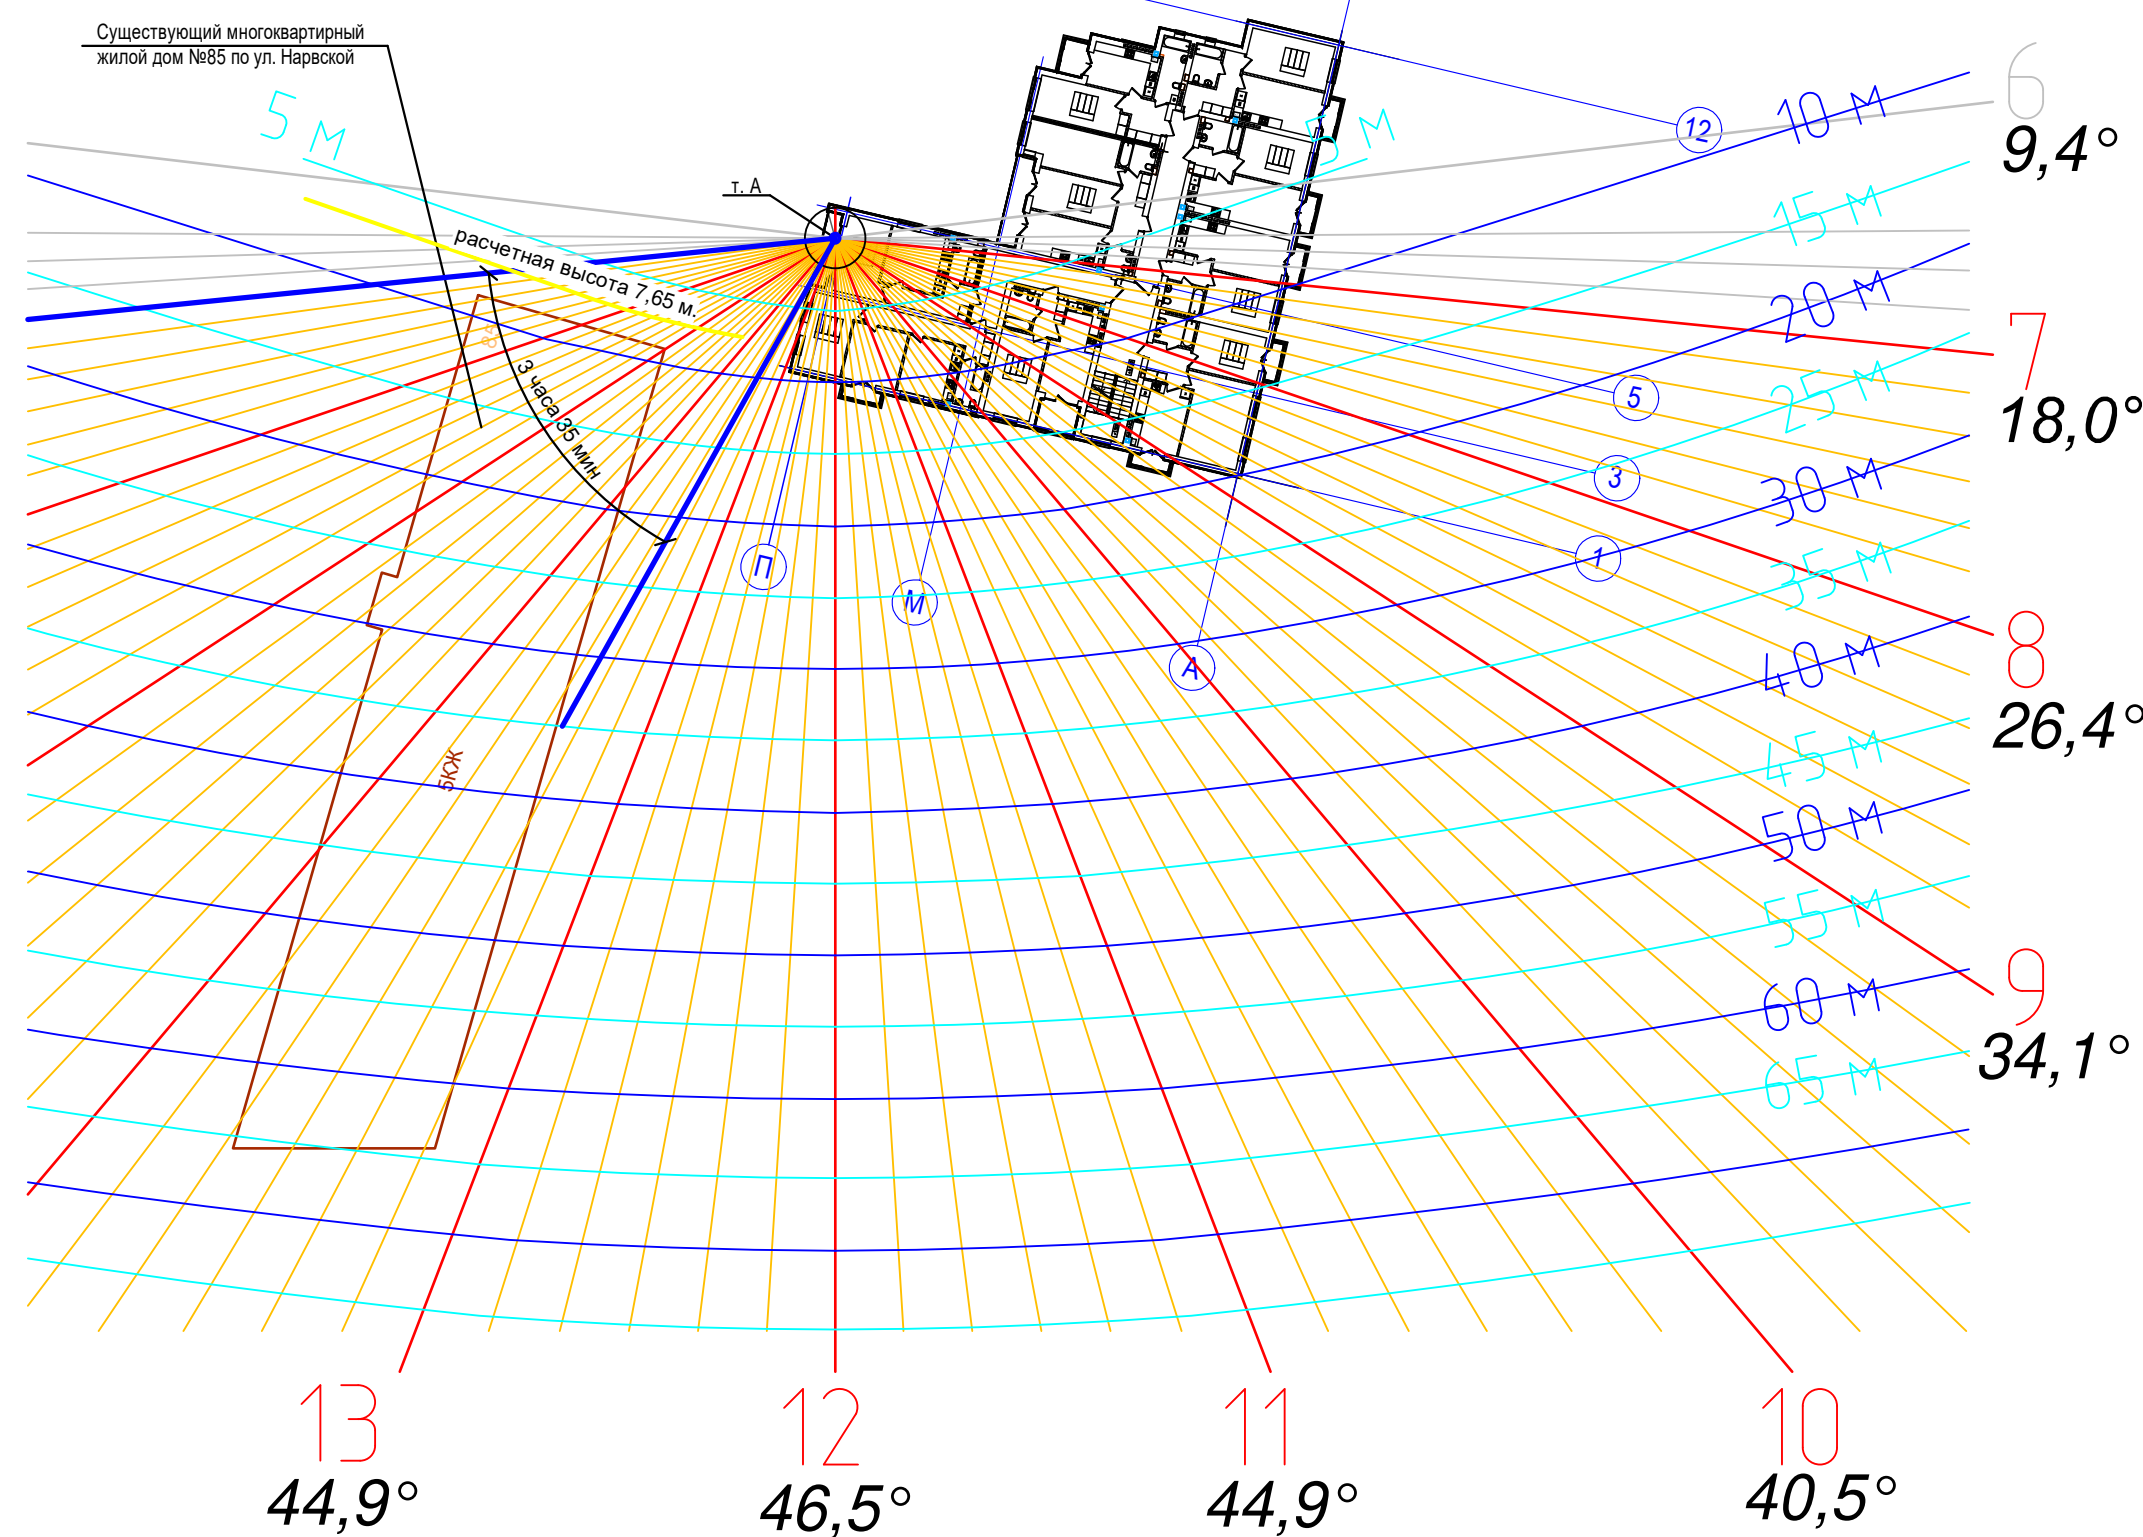 Существующий многоквартирный
жилой дом №85 по ул. Нарвской
5 М
т. А
5 М
12
10 М
6
9,4°
15 М
расчетная высота 7,65 м.
20 М
7
18,0°
3 часа 35 мин
25 М
5
3
30 М
1
35 М
П
М
А
8
26,4°
40 М
5КЖ
45 М
50 М
55 М
9
34,1°
60 М
65 М
13
12
11
10
44,9°
46,5°
44,9°
40,5°